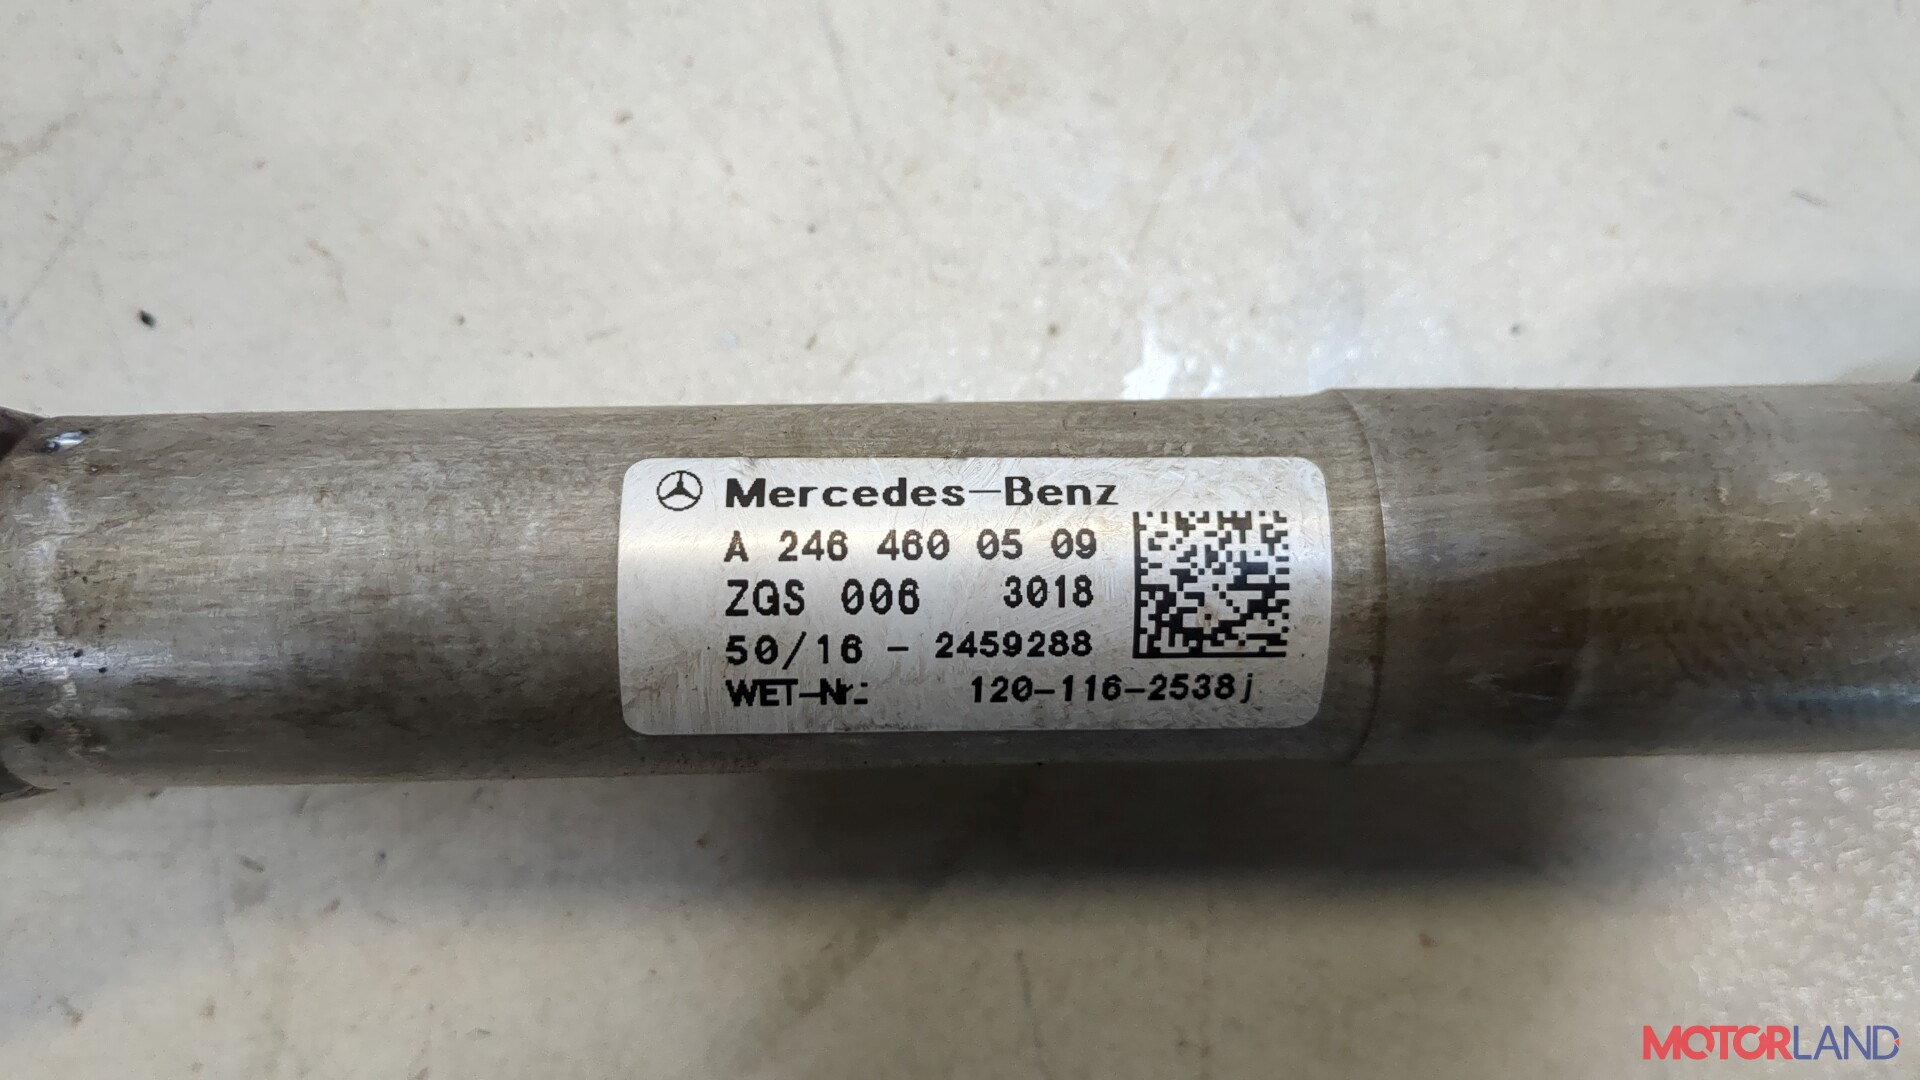 Mercedes-Benz
A 246 460 05 09
ZGS 006 3018
50/16 - 2459288
WET-Nr.: 120-116-2538j
MOTORLAND